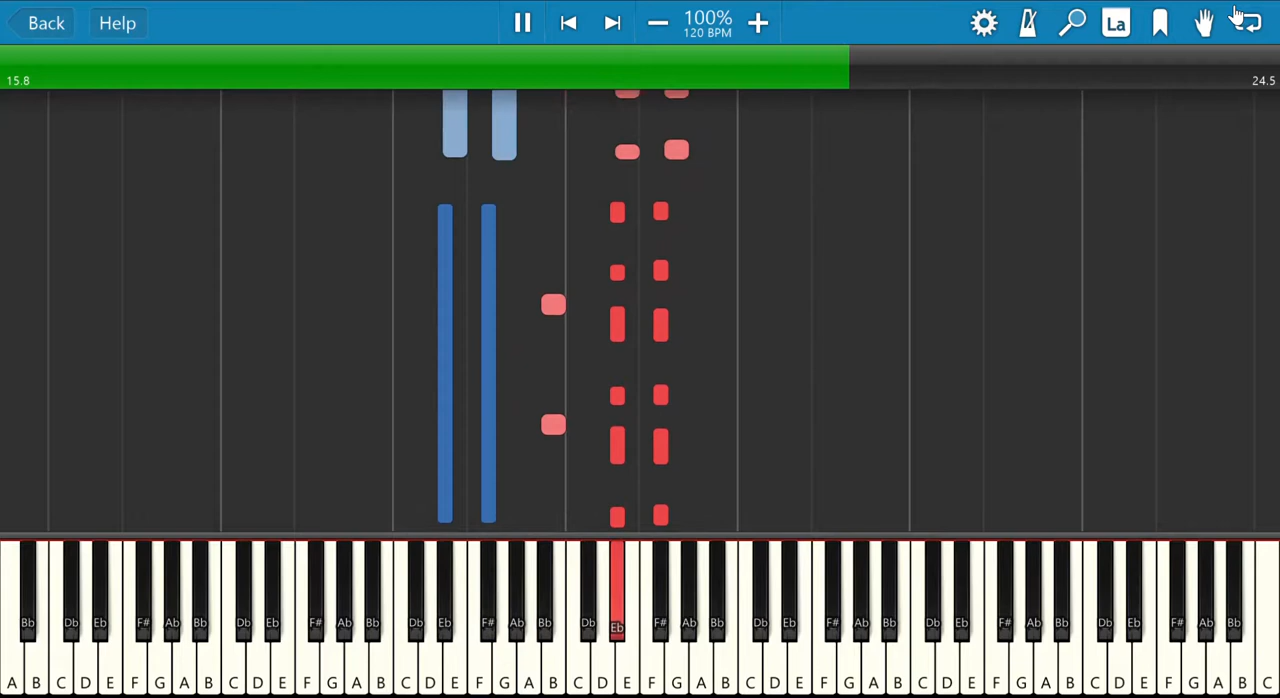 Back Help 100% La
120 BPM
15.8 24.5
Bb Db Eb F# Ab Bb Db Eb F# Ab Bb Db Eb F# Ab Bb Db Eb F# Ab Bb Db Eb F# Ab Bb Db Eb F# Ab Bb Db Eb F# Ab Bb
A B C D E F G A B C D E F G A B C D E F G A B C D E F G A B C D E F G A B C D E F G A B C D E F G A B C